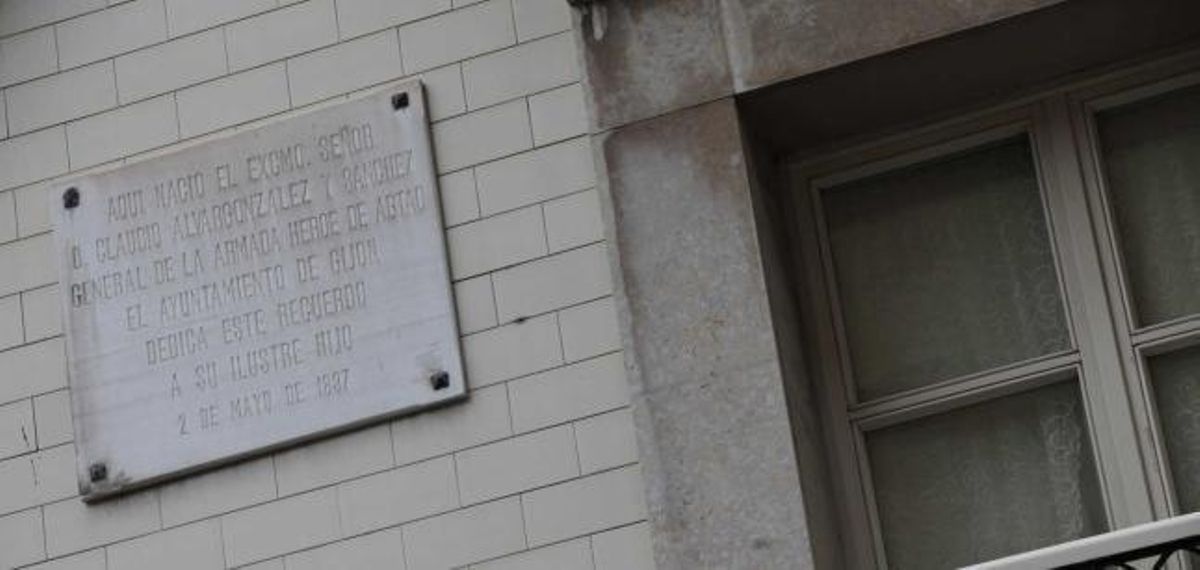 AQUI NACIO EL EXCMO. SEÑOR
D. CLAUDIO ALVARGONZALEZ Y SANCHEZ
GENERAL DE LA ARMADA HEROE DE ABTAO
EL AYUNTAMIENTO DE GIJON
DEDICA ESTE RECUERDO
A SU ILUSTRE HIJO
2 DE MAYO DE 1897